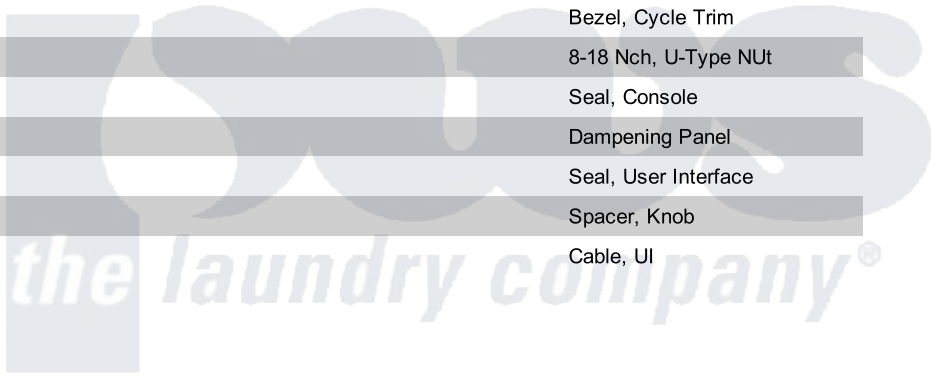 Bezel, Cycle Trim
8-18 Nch, U-Type NUt
Seal, Console
Dampening Panel
Seal, User Interface
Spacer, Knob
Cable, UI
pws
the laundry company®